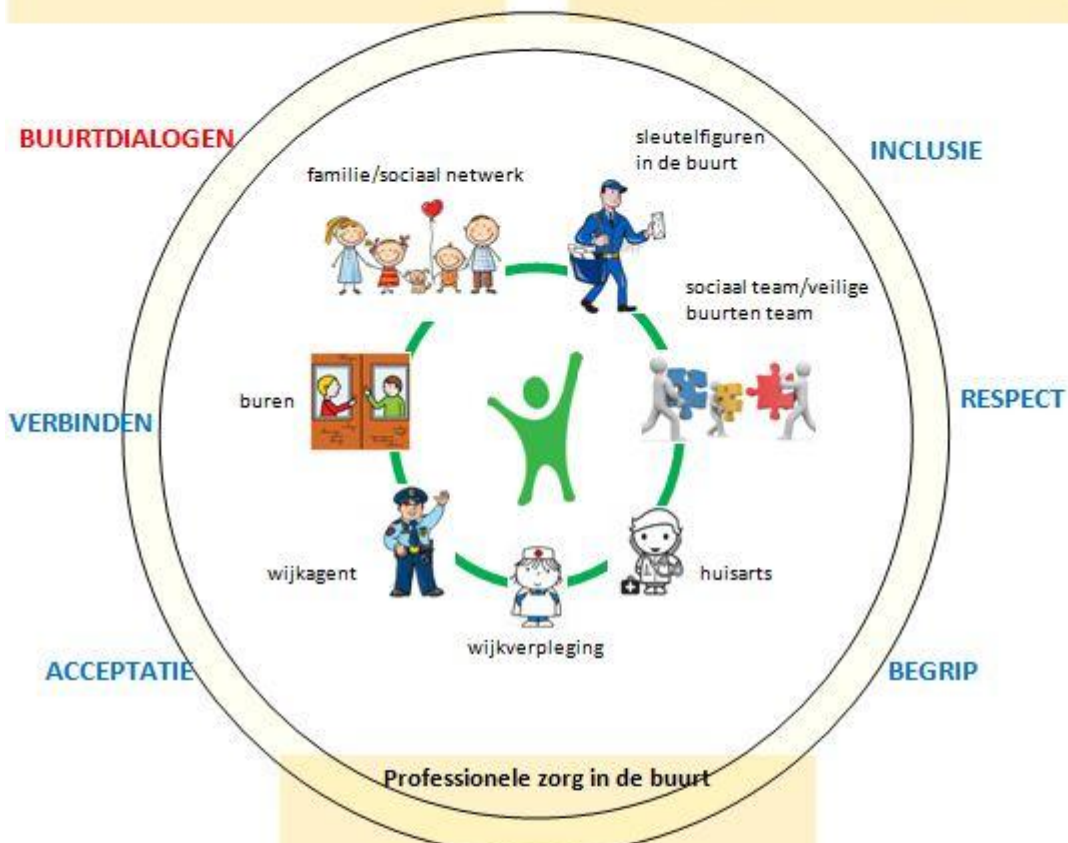 BUURTDIALOGEN
INCLUSIE
sleutelfiguren
in de buurt
familie/sociaal netwerk
sociaal team/veilige
buurten team
buren
VERBINDEN
RESPECT
wijkagent
huisarts
wijkverpleging
ACCEPTATIE
BEGRIP
Professionele zorg in de buurt